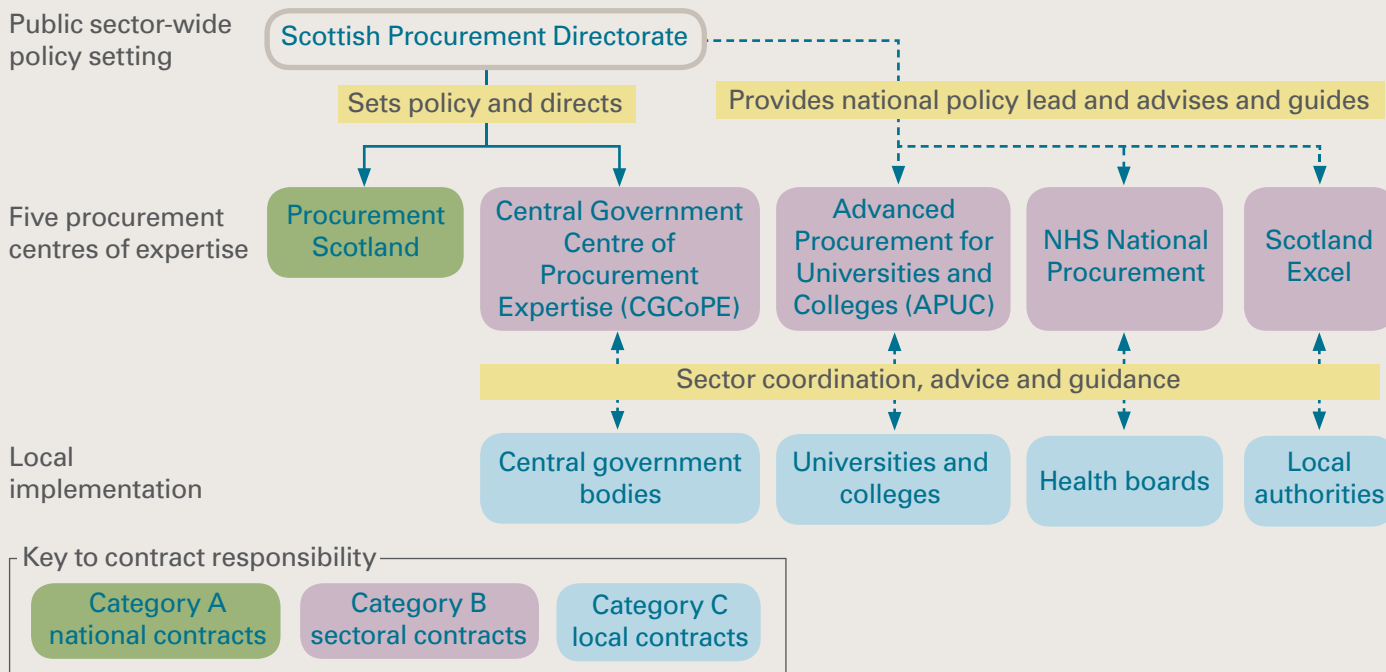 Public sector-wide
policy setting
Scottish Procurement Directorate
Sets policy and directs
Provides national policy lead and advises and guides
Five procurement
centres of expertise
Procurement
Scotland
Central Government
Centre of
Procurement
Expertise (CGCoPE)
Advanced
Procurement for
Universities and
Colleges (APUC)
NHS National
Procurement
Scotland
Excel
Sector coordination, advice and guidance
Local
implementation
Central government
bodies
Universities and
colleges
Health boards
Local
authorities
Key to contract responsibility
Category A
national contracts
Category B
sectoral contracts
Category C
local contracts